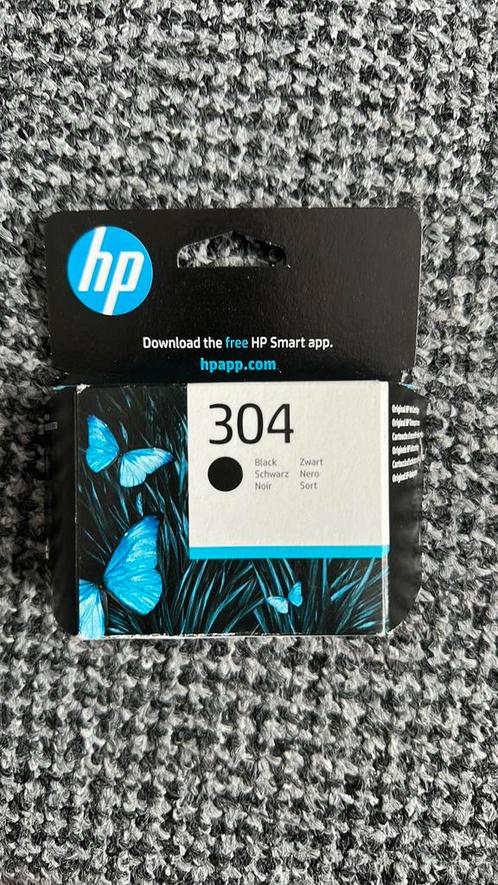 hp
Download the free HP Smart app.
hpapp.com
304
Black Zwart
Schwarz Nero
Noir Sort